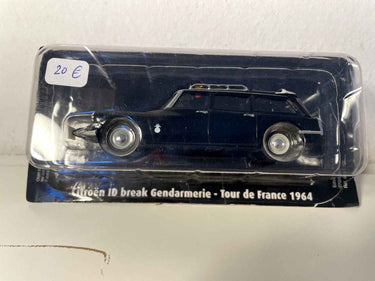 20 €
Citroën ID break Gendarmerie - Tour de France 1964